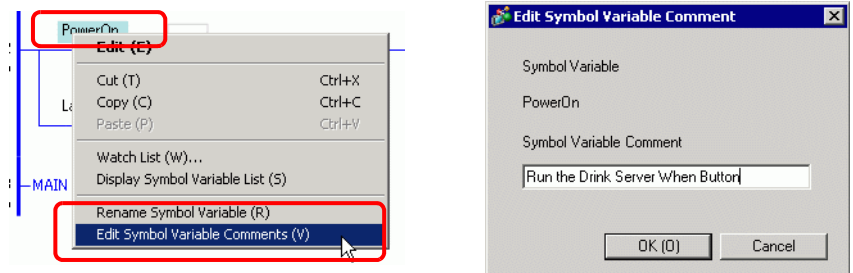 PowerOn
Edit (E)
Cut (T) Ctrl+X
Copy (C) Ctrl+C
Paste (P) Ctrl+V
Watch List (W)...
Display Symbol Variable List (S)
MAIN
Rename Symbol Variable (R)
Edit Symbol Variable Comments (V)
Edit Symbol Variable Comment
Symbol Variable
PowerOn
Symbol Variable Comment
Run the Drink Server When Button
OK (O) Cancel